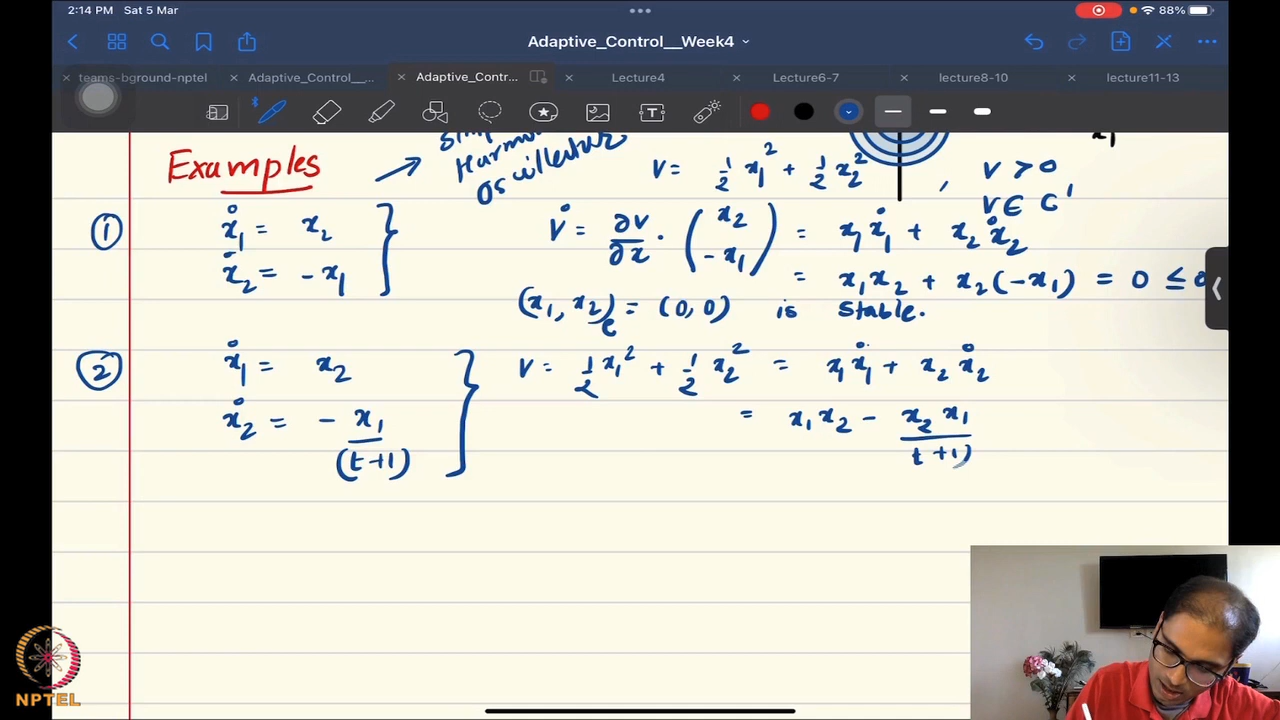 2:14 PM Sat 5 Mar
88%
Adaptive_Control__Week4
teams-bground-nptel
Adaptive_Control__...
Adaptive_Contr...
Lecture4
Lecture6-7
lecture8-10
lecture11-13
Harm
Oscillator
x₁
Examples
V = 1/2 x₁² + 1/2 x₂² , V > 0
V ∈ C¹
① ẋ₁ = x₂
ẋ₂ = -x₁
V̇ = ∂V/∂x · (x₂ -x₁) = x₁ẋ₁ + x₂ẋ₂
= x₁x₂ + x₂(-x₁) = 0 ≤ 0
(x₁, x₂)e = (0, 0) is stable.
② ẋ₁ = x₂
ẋ₂ = - x₁/(t+1)
V = 1/2 x₁² + 1/2 x₂² = x₁ẋ₁ + x₂ẋ₂
= x₁x₂ - x₂x₁/t+1)
NPTEL